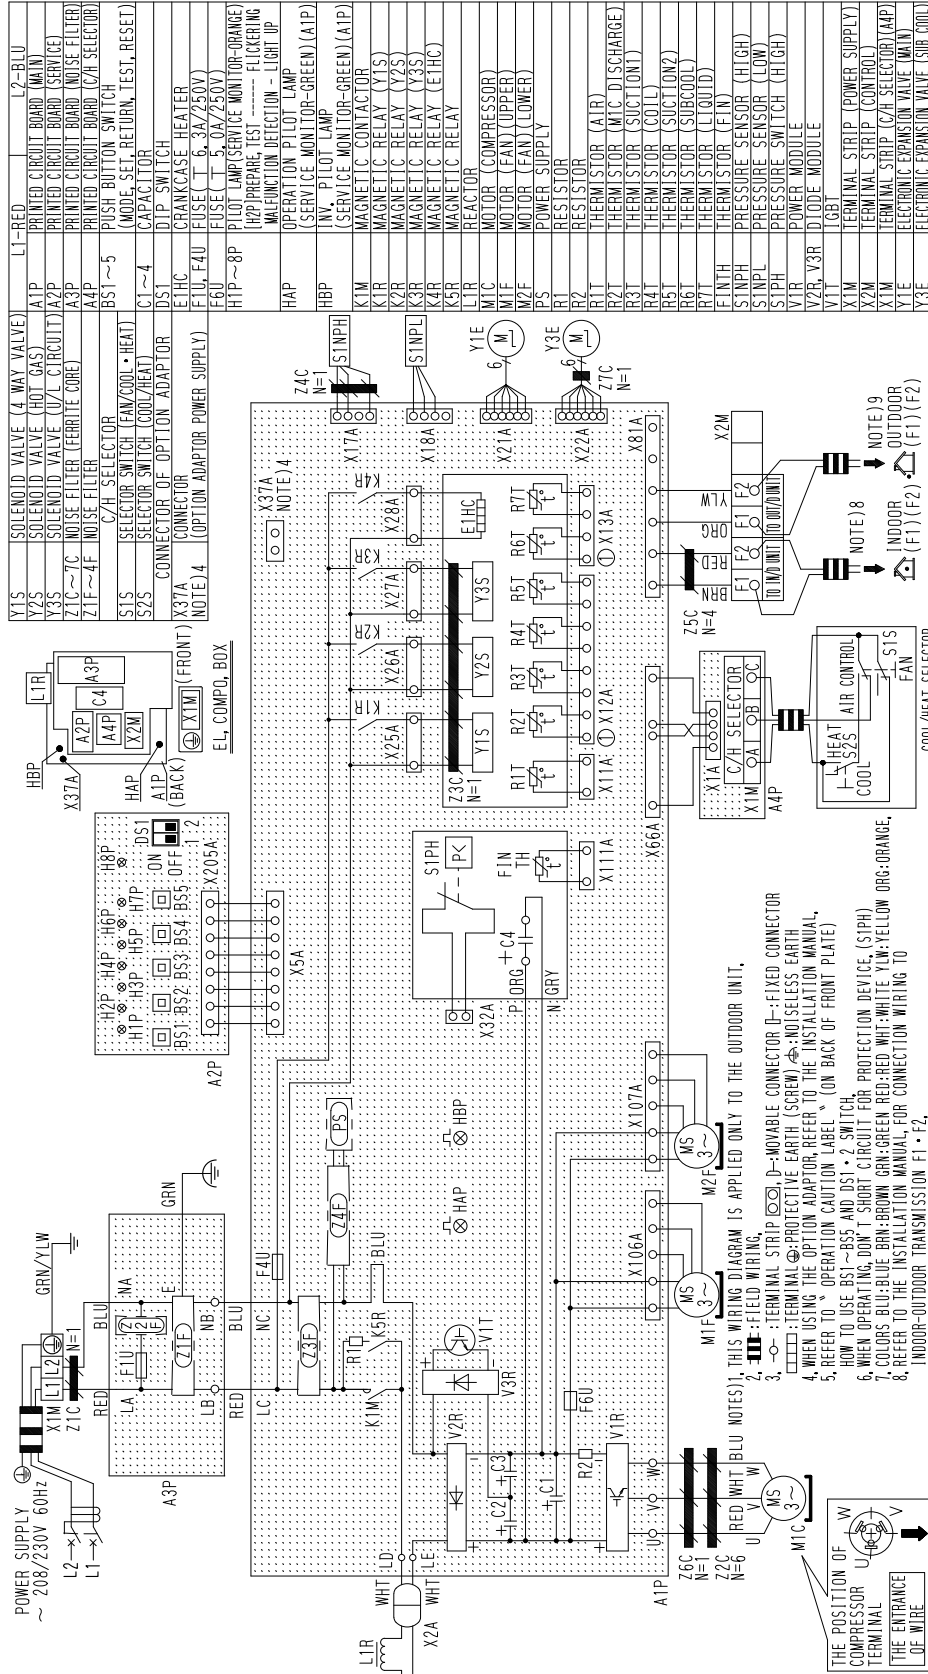 L1-RED L2-BLU
A1P PRINTED CIRCUIT BOARD (MAIN)
A2P PRINTED CIRCUIT BOARD (SERVICE)
A3P PRINTED CIRCUIT BOARD (NOISE FILTER)
A4P PRINTED CIRCUIT BOARD (C/H SELECTOR)
BS1~5 PUSH BUTTON SWITCH
(MODE, SET, RETURN, TEST, RESET)
C1~4 CAPACITOR
DS1 DIP SWITCH
E1HC CRANKCASE HEATER
F1U, F4U FUSE (T 6.3A/250V)
F6U FUSE (T 5.0A/250V)
H1P~8P PILOT LAMP(SERVICE MONITOR-ORANGE)
[H2P]PREPARE, TEST ------- FLICKERING
MALFUNCTION DETECTION - LIGHT UP
HAP OPERATION PILOT LAMP
(SERVICE MONITOR-GREEN) (A1P)
HBP INV. PILOT LAMP
(SERVICE MONITOR-GREEN) (A1P)
K1M MAGNETIC CONTACTOR
K1R MAGNETIC RELAY (Y1S)
K2R MAGNETIC RELAY (Y2S)
K3R MAGNETIC RELAY (Y3S)
K4R MAGNETIC RELAY (E1HC)
K5R MAGNETIC RELAY
L1R REACTOR
M1C MOTOR (COMPRESSOR)
M1F MOTOR (FAN) (UPPER)
M2F MOTOR (FAN) (LOWER)
PS POWER SUPPLY
R1 RESISTOR
R2 RESISTOR
R1T THERMISTOR (AIR)
R2T THERMISTOR (M1C DISCHARGE)
R3T THERMISTOR (SUCTION1)
R4T THERMISTOR (COIL)
R5T THERMISTOR (SUCTION2)
R6T THERMISTOR (SUBCOOL)
R7T THERMISTOR (LIQUID)
FINTH THERMISTOR (FIN)
S1NPH PRESSURE SENSOR (HIGH)
S1NPL PRESSURE SENSOR (LOW)
S1PH PRESSURE SWITCH (HIGH)
V1R POWER MODULE
V2R, V3R DIODE MODULE
V1T IGBT
X1M TERMINAL STRIP (POWER SUPPLY)
X2M TERMINAL STRIP (CONTROL)
X1M TERMINAL STRIP (C/H SELECTOR) (A4P)
Y1E ELECTRONIC EXPANSION VALVE (MAIN)
Y3E ELECTRONIC EXPANSION VALVE (SUB COOL)
Y1S SOLENOID VALVE (4 WAY VALVE)
Y2S SOLENOID VALVE (HOT GAS)
Y3S SOLENOID VALVE (U/L CIRCUIT)
Z1C~7C NOISE FILTER (FERRITE CORE)
Z1F~4F NOISE FILTER
C/H SELECTOR
S1S SELECTOR SWITCH (FAN/COOL・HEAT)
S2S SELECTOR SWITCH (COOL/HEAT)
CONNECTOR OF OPTION ADAPTOR
X37A CONNECTOR
NOTE)4 (OPTION ADAPTOR POWER SUPPLY)
L1R
HBP
X37A
HAP
A1P
(BACK)
A2P
A4P
X2M
C4
A3P
X1M (FRONT)
EL, COMPO, BOX
H2P H4P H6P H8P
H1P H3P H5P H7P
BS1 BS2 BS3 BS4 BS5
DS1
ON
OFF
1 2
X205A
A2P
X5A
POWER SUPPLY
~ 208/230V 60Hz
L2
L1
X1M
L1 L2
Z1C
N=1
GRN/YLW
RED
BLU
LA
NA
F1U
Z2F
Z1F
E
GRN
LB
NB
A3P
RED
BLU
LC
NC
F4U
Z3F
Z4F
PS
R1
K5R
BLU
K1M
HAP
HBP
L1R
WHT LD
WHT LE
X2A
V2R
V3R
V1T
C2
C3
C1
R2
F6U
V1R
U V W
A1P
Z6C
N=1
Z2C
N=6
RED WHT BLU
U V W
MS
3~
M1C
THE POSITION OF
COMPRESSOR
TERMINAL
THE ENTRANCE
OF WIRE
U W V
X106A
MS
3~
M1F
X107A
MS
3~
M2F
S1PH
P<
X32A
FIN
TH
t°
X111A
P ORG
C4
N GRY
X25A K1R
X26A K2R
X27A K3R
X28A K4R
Y1S
Y2S
Y3S
E1HC
Z3C
N=1
R1T R2T R3T R4T R5T R6T R7T
t° t° t° t° t° t° t°
X11A X12A X13A
X37A
NOTE)4
X17A
Z4C
N=1
S1NPH
X18A
S1NPL
X21A
6
Y1E
M
X22A
6
Y3E
M
Z7C
N=1
X66A
X81A
X1A
C/H SELECTOR
A B C
X1M
A4P
HEAT
S2S
COOL
AIR CONTROL
S1S
FAN
COOL/HEAT SELECTOR
BRN RED ORG YLW
Z5C
N=4
X2M
F1 F2 F1 F2
TO IN/D UNIT TO OUT/D UNIT
NOTE)8
INDOOR
(F1) (F2)
NOTE)9
OUTDOOR
(F1) (F2)
NOTES)1, THIS WIRING DIAGRAM IS APPLIED ONLY TO THE OUTDOOR UNIT,
2, :FIELD WIRING,
3, :TERMINAL STRIP :MOVABLE CONNECTOR :FIXED CONNECTOR
:TERMINAL :PROTECTIVE EARTH (SCREW) :NOISELESS EARTH
4, WHEN USING THE OPTION ADAPTOR, REFER TO THE INSTALLATION MANUAL,
5, REFER TO " OPERATION CAUTION LABEL " (ON BACK OF FRONT PLATE)
HOW TO USE BS1~BS5 AND DS1・2 SWITCH,
6, WHEN OPERATING, DON'T SHORT CIRCUIT FOR PROTECTION DEVICE, (S1PH)
7, COLORS BLU:BLUE BRN:BROWN GRN:GREEN RED:RED WHT:WHITE YLW:YELLOW ORG:ORANGE,
8, REFER TO THE INSTALLATION MANUAL, FOR CONNECTION WIRING TO
INDOOR-OUTDOOR TRANSMISSION F1・F2,